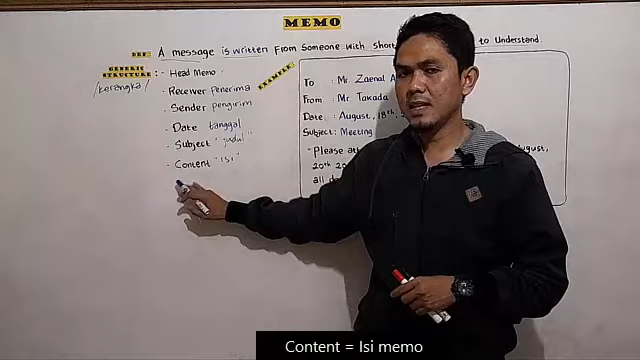 MEMO
DEF : A message is written From Someone with short to Understand.
GENERIC STRUCTURE /kerangka/
: - Head Memo
- Receiver penerima
- Sender pengirim
- Date tanggal
- Subject "judul"
- Content "isi"
EXAMPLE
To : Mr. Zaenal A
From : Mr. Takada
Date : August, 18th,
Subject : Meeting
"Please August,
20th 20
all
Content = Isi memo